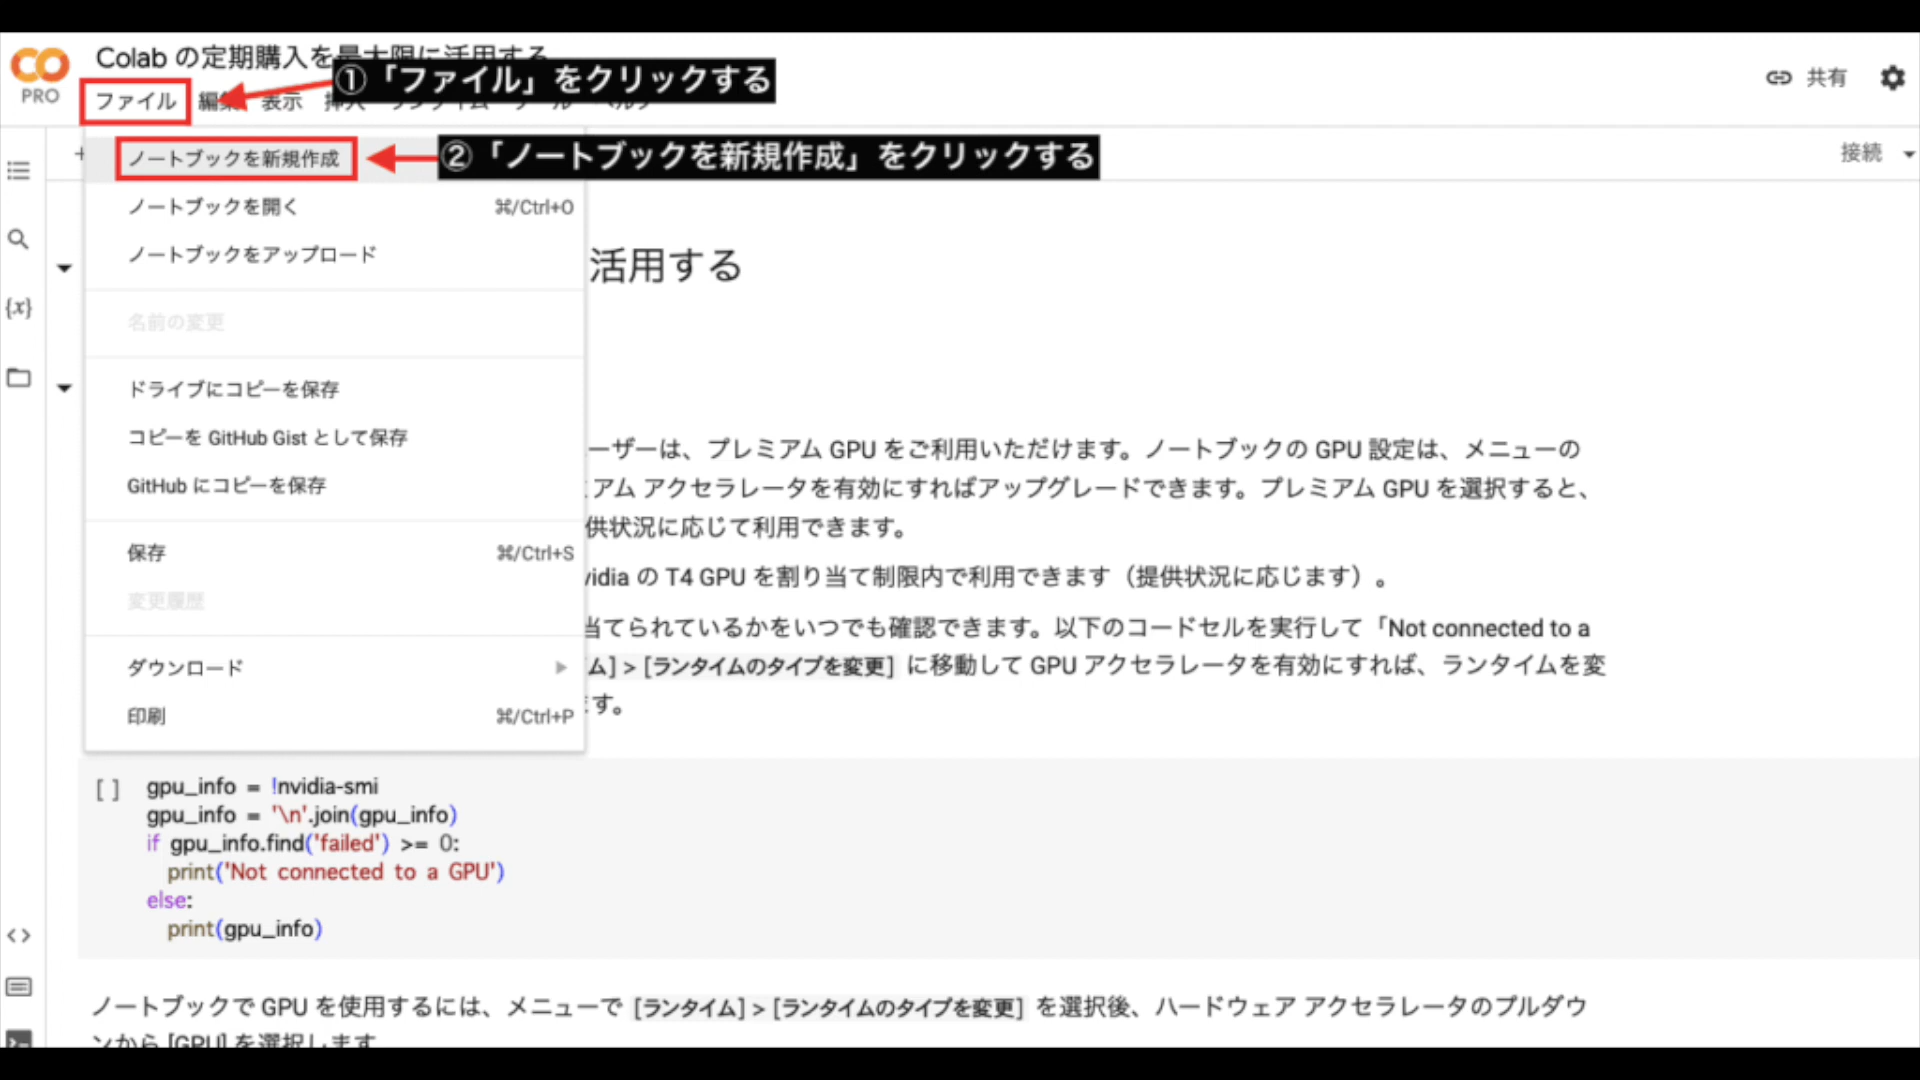 Colab の定期購入を最大限に活用する
①「ファイル」をクリックする
共有
PRO
ファイル 編集 表示
②「ノートブックを新規作成」をクリックする
ノートブックを新規作成
接続
ノートブックを開く ⌘/Ctrl+O
ノートブックをアップロード
活用する
{x}
名前の変更
ドライブにコピーを保存
コピーを GitHub Gist として保存
ーザーは、プレミアム GPU をご利用いただけます。ノートブックの GPU 設定は、メニューの
GitHub にコピーを保存
アム アクセラレータを有効にすればアップグレードできます。プレミアム GPU を選択すると、
供状況に応じて利用できます。
保存 ⌘/Ctrl+S
vidia の T4 GPU を割り当て制限内で利用できます（提供状況に応じます）。
変更履歴
当てられているかをいつでも確認できます。以下のコードセルを実行して「Not connected to a
ダウンロード
ム] > [ランタイムのタイプを変更] に移動して GPU アクセラレータを有効にすれば、ランタイムを変
す。
印刷 ⌘/Ctrl+P
[ ] gpu_info = !nvidia-smi
gpu_info = '\n'.join(gpu_info)
if gpu_info.find('failed') >= 0:
print('Not connected to a GPU')
else:
print(gpu_info)
ノートブックで GPU を使用するには、メニューで [ランタイム] > [ランタイムのタイプを変更] を選択後、ハードウェア アクセラレータのプルダウ
ンから [GPU] を選択します